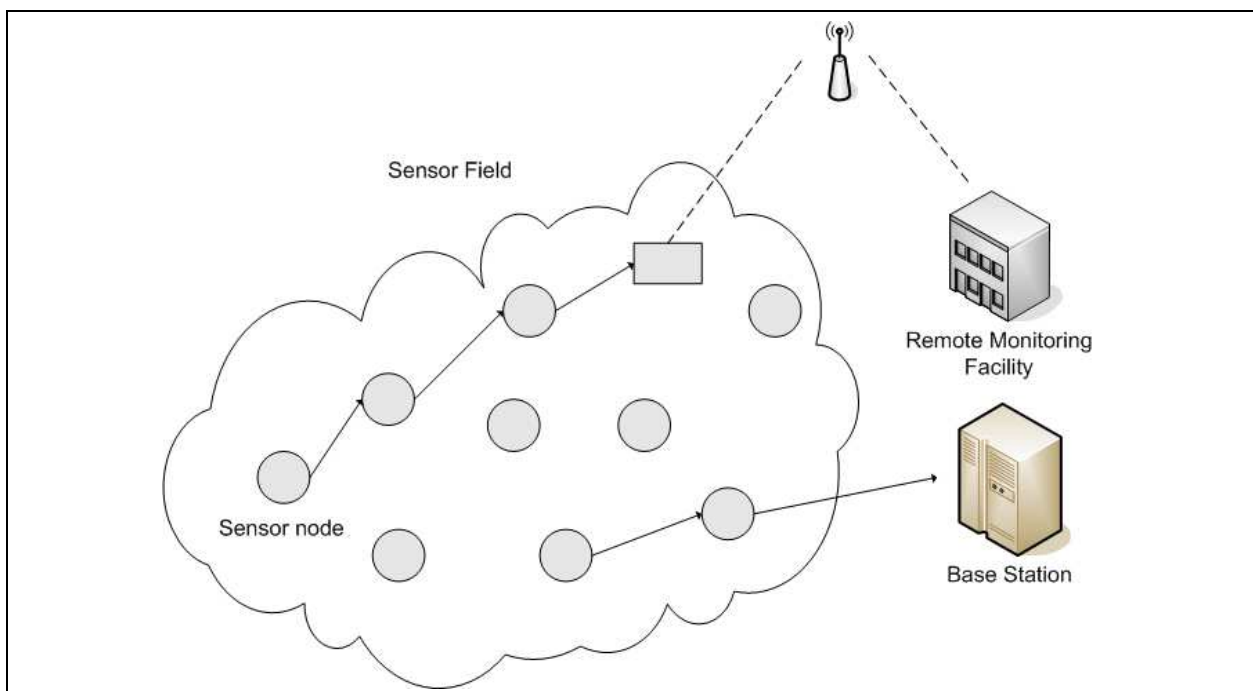 Sensor Field
Remote Monitoring
Facility
Sensor node
Base Station